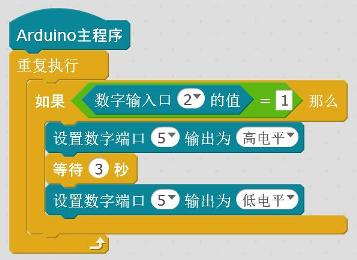 Arduino主程序
重复执行
如果 数字输入口 2 的值 = 1 那么
设置数字端口 5 输出为 高电平
等待 3 秒
设置数字端口 5 输出为 低电平